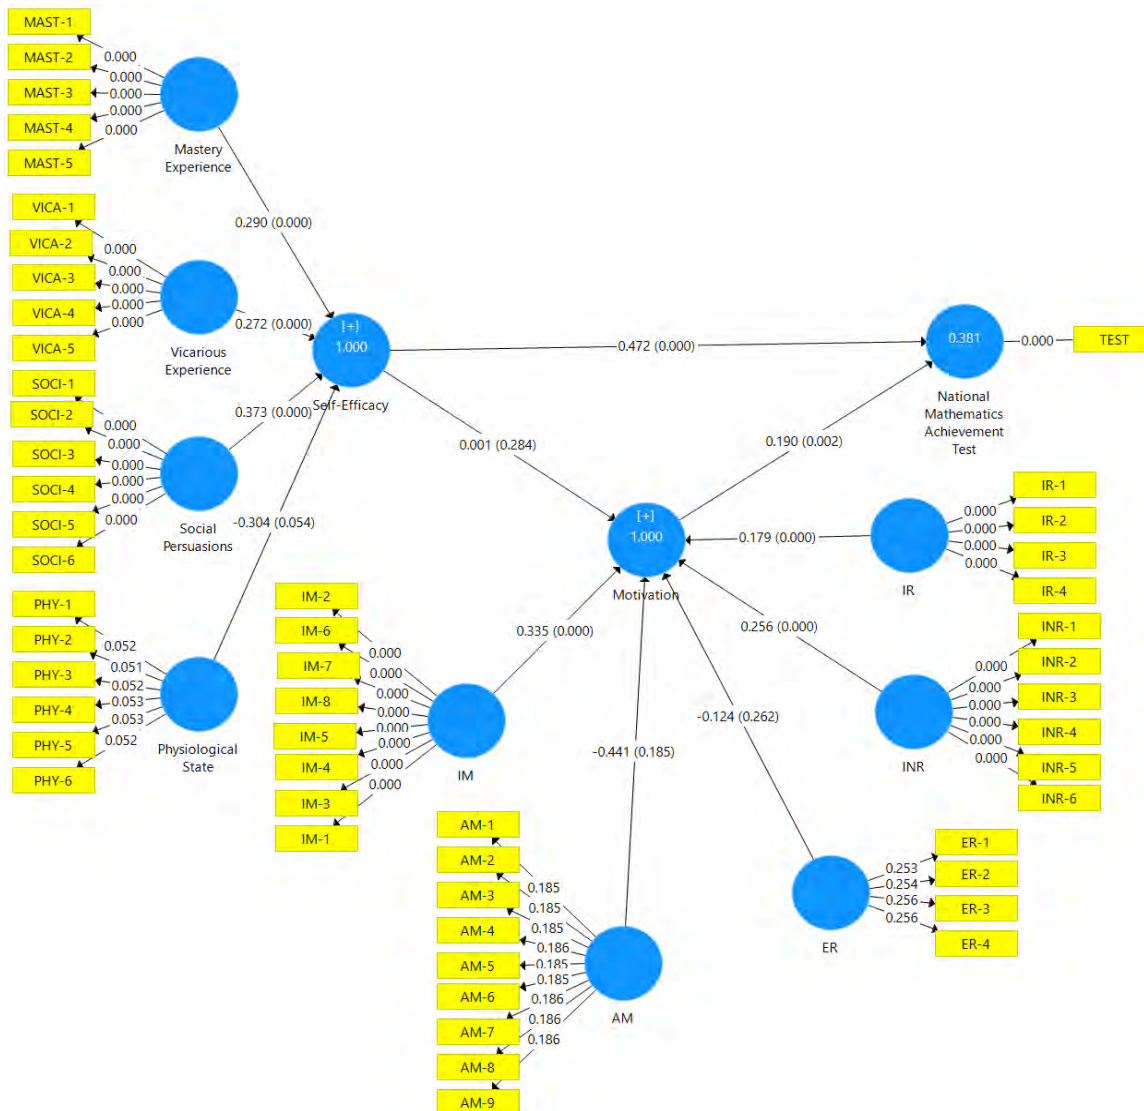 MAST-1
MAST-2
MAST-3
MAST-4
MAST-5
0.000
0.000
0.000
0.000
0.000
Mastery
Experience
0.290 (0.000)
VICA-1
VICA-2
VICA-3
VICA-4
VICA-5
0.000
0.000
0.000
0.000
0.000
Vicarious
Experience
0.272 (0.000)
SOCI-1
SOCI-2
SOCI-3
SOCI-4
SOCI-5
SOCI-6
0.000
0.000
0.000
0.000
0.000
0.000
Social
Persuasions
0.373 (0.000)
PHY-1
PHY-2
PHY-3
PHY-4
PHY-5
PHY-6
0.052
0.051
0.052
0.053
0.053
0.052
Physiological
State
-0.304 (0.054)
[+]
1.000
Self-Efficacy
0.472 (0.000)
0.001 (0.284)
0.381
National
Mathematics
Achievement
Test
0.000
TEST
0.190 (0.002)
[+]
1.000
Motivation
IM-2
IM-6
IM-7
IM-8
IM-5
IM-4
IM-3
IM-1
0.000
0.000
0.000
0.000
0.000
0.000
0.000
0.000
IM
0.335 (0.000)
AM-1
AM-2
AM-3
AM-4
AM-5
AM-6
AM-7
AM-8
AM-9
0.185
0.185
0.185
0.186
0.185
0.185
0.186
0.186
0.186
AM
-0.441 (0.185)
ER-1
ER-2
ER-3
ER-4
0.253
0.254
0.256
0.256
ER
-0.124 (0.262)
INR-1
INR-2
INR-3
INR-4
INR-5
INR-6
0.000
0.000
0.000
0.000
0.000
0.000
INR
0.256 (0.000)
IR-1
IR-2
IR-3
IR-4
0.000
0.000
0.000
0.000
IR
0.179 (0.000)